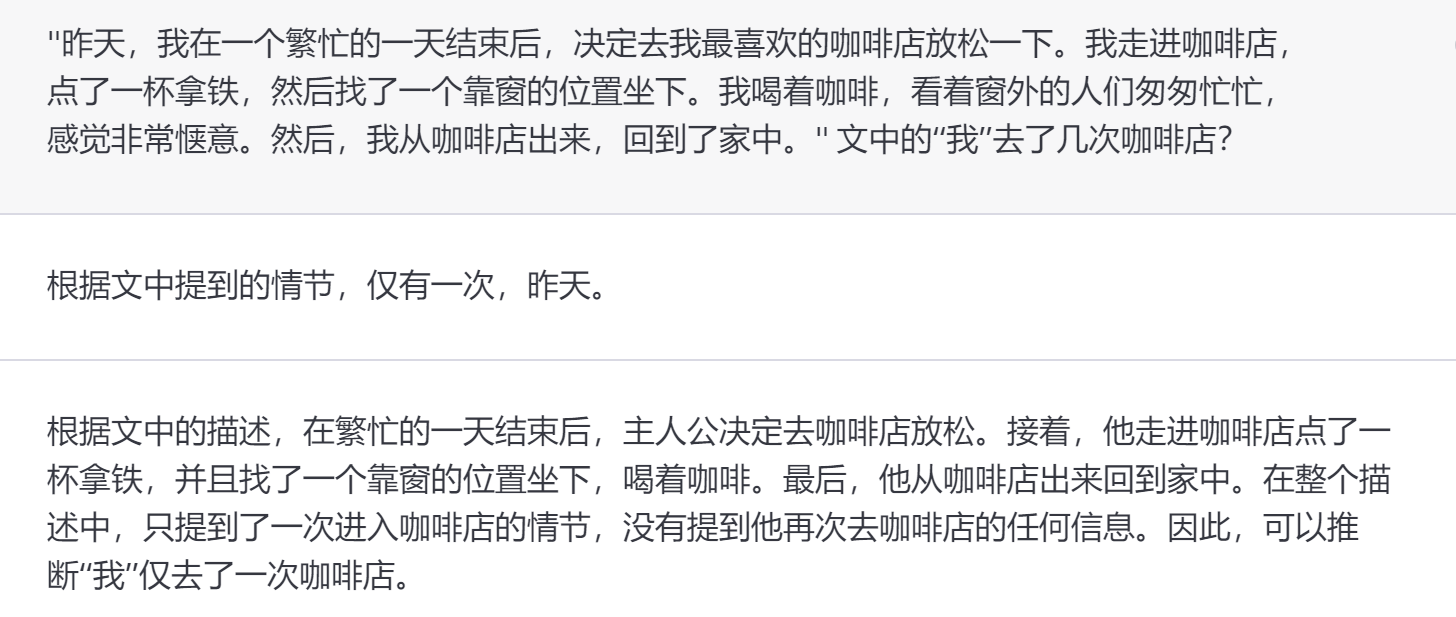 "昨天，我在一个繁忙的一天结束后，决定去我最喜欢的咖啡店放松一下。我走进咖啡店，
点了一杯拿铁，然后找了一个靠窗的位置坐下。我喝着咖啡，看着窗外的人们匆匆忙忙，
感觉非常惬意。然后，我从咖啡店出来，回到了家中。" 文中的“我”去了几次咖啡店？
根据文中提到的情节，仅有一次，昨天。
根据文中的描述，在繁忙的一天结束后，主人公决定去咖啡店放松。接着，他走进咖啡店点了一
杯拿铁，并且找了一个靠窗的位置坐下，喝着咖啡。最后，他从咖啡店出来回到家中。在整个描
述中，只提到了一次进入咖啡店的情节，没有提到他再次去咖啡店的任何信息。因此，可以推
断“我”仅去了一次咖啡店。